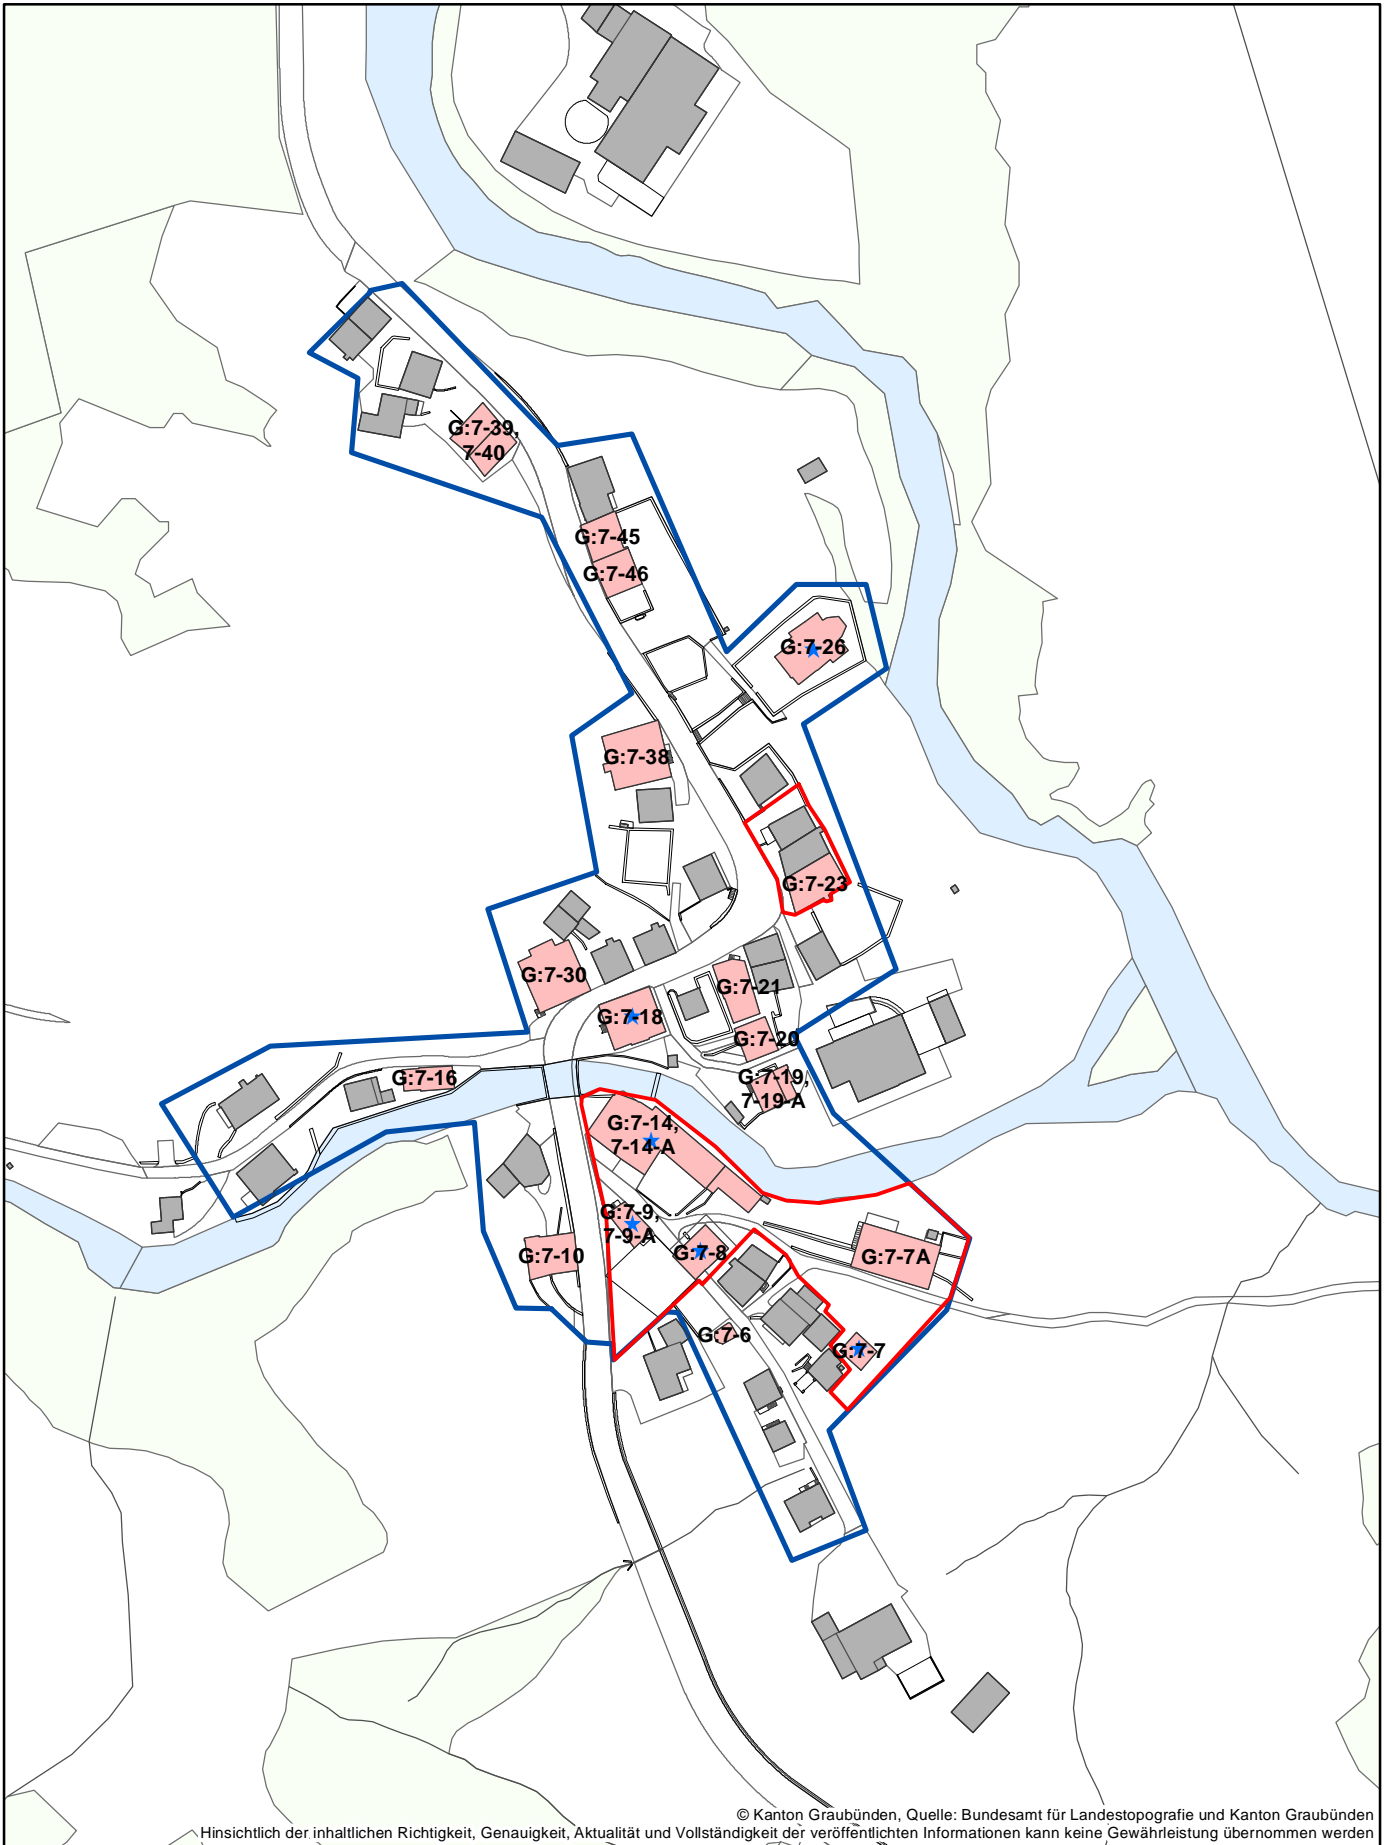 G:7-39,
7-40
G:7-45
G:7-46
G:7-26
G:7-38
G:7-23
G:7-30
G:7-21
G:7-18
G:7-20
G:7-16
G:7-19,
7-19-A
G:7-14,
7-14-A
G:7-9,
7-9-A
G:7-10
G:7-8
G:7-7A
G:7-6
G:7-7
© Kanton Graubünden, Quelle: Bundesamt für Landestopografie und Kanton Graubünden
Hinsichtlich der inhaltlichen Richtigkeit, Genauigkeit, Aktualität und Vollständigkeit der veröffentlichten Informationen kann keine Gewährleistung übernommen werden